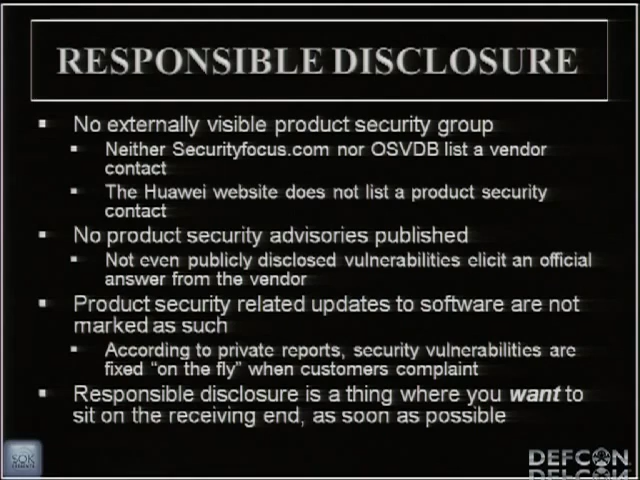 RESPONSIBLE DISCLOSURE
No externally visible product security group
Neither Securityfocus.com nor OSVDB list a vendor
contact
The Huawei website does not list a product security
contact
No product security advisories published
Not even publicly disclosed vulnerabilities elicit an official
answer from the vendor
Product security related updates to software are not
marked as such
According to private reports, security vulnerabilities are
fixed "on the fly" when customers complaint
Responsible disclosure is a thing where you want to
sit on the receiving end, as soon as possible
SOK
DEFCON